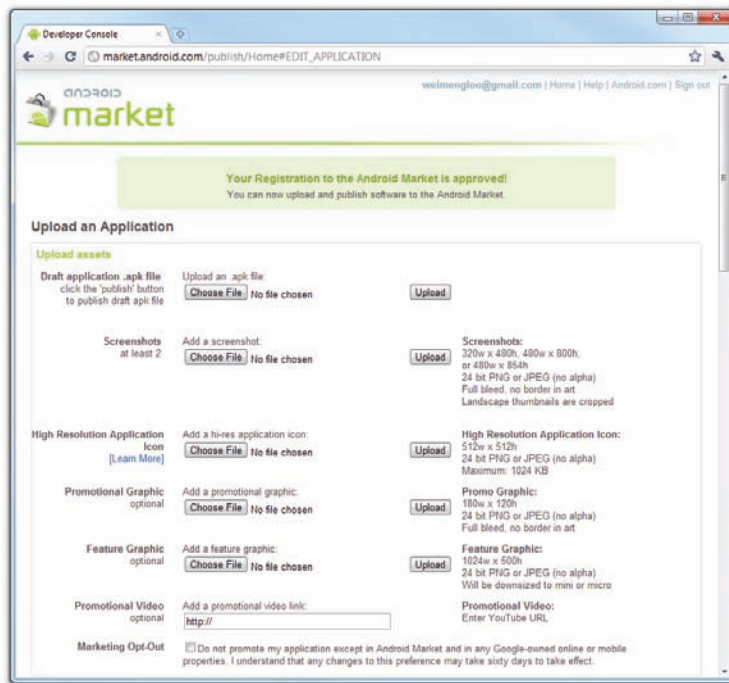 Developer Console
market.android.com/publish/Home#EDIT_APPLICATION
weimengloo@gmail.com | Home | Help | Android.com | Sign out
ANDROID
market
Your Registration to the Android Market is approved!
You can now upload and publish software to the Android Market.
Upload an Application
Upload assets
Draft application .apk file
click the 'publish' button
to publish draft apk file
Upload an .apk file:
Choose File No file chosen
Upload
Screenshots
at least 2
Add a screenshot:
Choose File No file chosen
Upload
Screenshots:
320w x 480h, 480w x 800h,
or 480w x 854h
24 bit PNG or JPEG (no alpha)
Full bleed, no border in art
Landscape thumbnails are cropped
High Resolution Application
Icon
[Learn More]
Add a hi-res application icon:
Choose File No file chosen
Upload
High Resolution Application Icon:
512w x 512h
24 bit PNG or JPEG (no alpha)
Maximum: 1024 KB
Promotional Graphic
optional
Add a promotional graphic:
Choose File No file chosen
Upload
Promo Graphic:
180w x 120h
24 bit PNG or JPEG (no alpha)
Full bleed, no border in art
Feature Graphic
optional
Add a feature graphic:
Choose File No file chosen
Upload
Feature Graphic:
1024w x 500h
24 bit PNG or JPEG (no alpha)
Will be downsized to mini or micro
Promotional Video
optional
Add a promotional video link:
http://
Promotional Video:
Enter YouTube URL
Marketing Opt-Out
Do not promote my application except in Android Market and in any Google-owned online or mobile
properties. I understand that any changes to this preference may take sixty days to take effect.